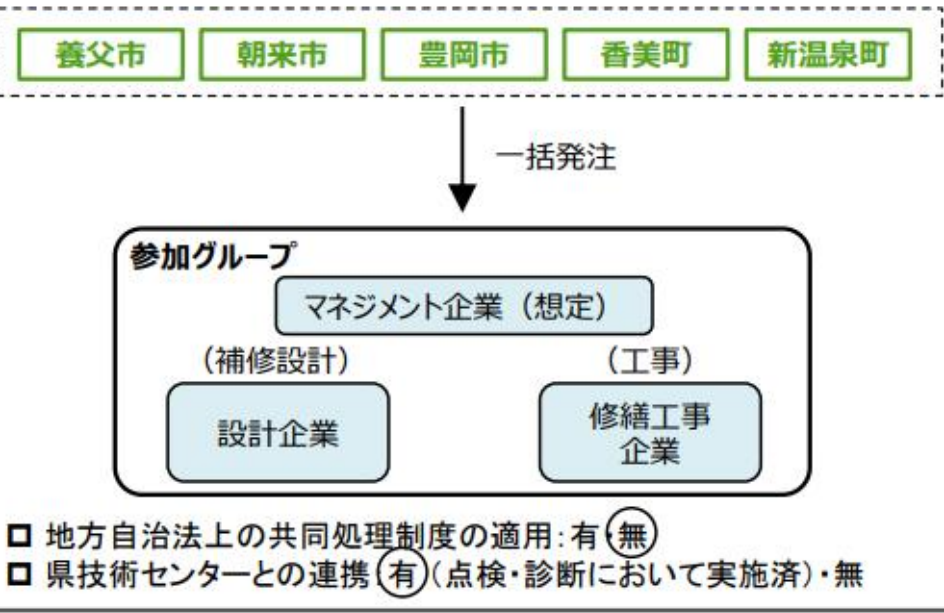 養父市 朝来市 豊岡市 香美町 新温泉町
一括発注
参加グループ
マネジメント企業（想定）
（補修設計） （工事）
設計企業 修繕工事
企業
地方自治法上の共同処理制度の適用：有・無
県技術センターとの連携：有（点検・診断において実施済）・無